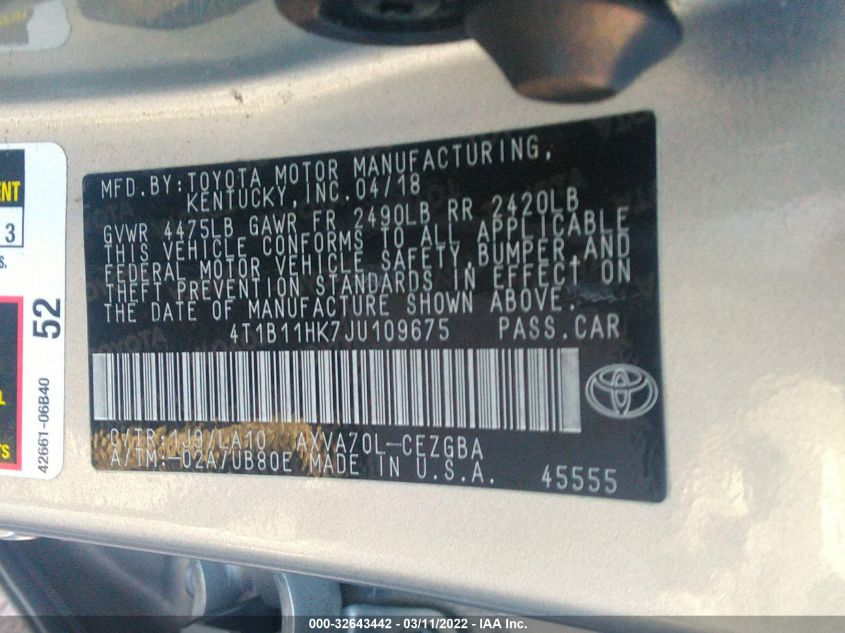 MFD.BY:TOYOTA MOTOR MANUFACTURING,
KENTUCKY,INC.04/18
GVWR 4475LB GAWR FR 2490LB RR 2420LB
THIS VEHICLE CONFORMS TO ALL APPLICABLE
FEDERAL MOTOR VEHICLE SAFETY,BUMPER,AND
THEFT PREVENTION STANDARDS IN EFFECT ON
THE DATE OF MANUFACTURE SHOWN ABOVE.
4T1B11HK7JU109675 PASS.CAR
C/TR:1J9/LA10 AXVA70L-CEZGBA
A/TM:-02A/UB80E MADE IN U.S.A.
45555
3
52
42661-06B40
000-32643442 - 03/11/2022 - IAA Inc.